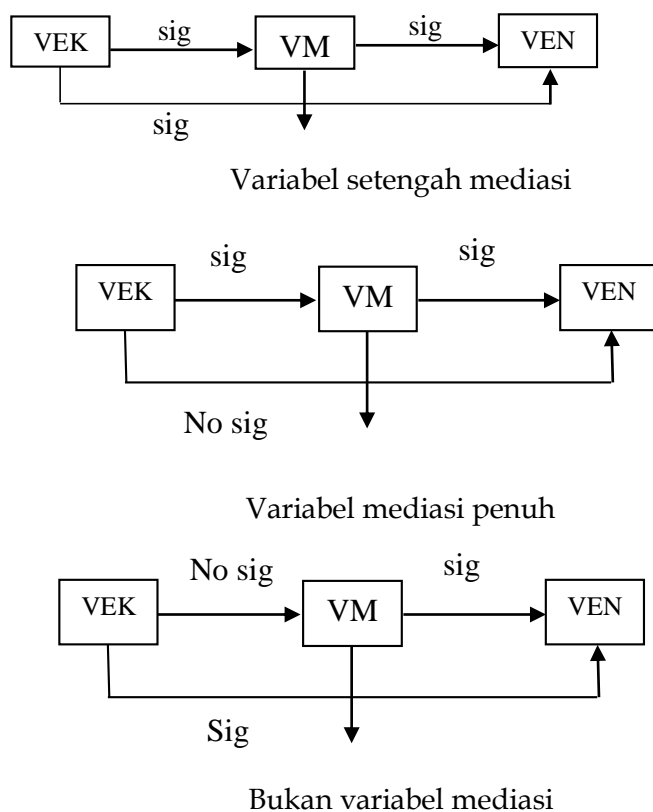 sig sig
VEK VM VEN
sig
Variabel setengah mediasi
sig sig
VEK VM VEN
No sig
Variabel mediasi penuh
No sig sig
VEK VM VEN
Sig
Bukan variabel mediasi